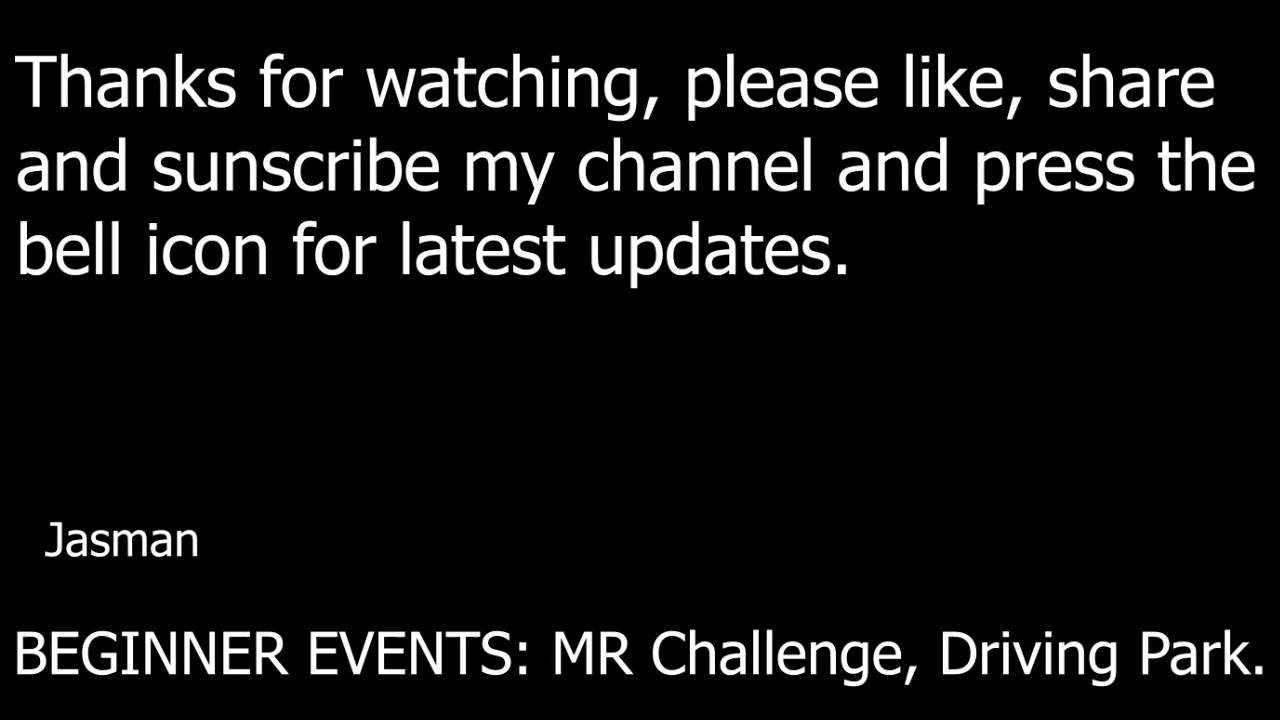 Thanks for watching, please like, share
and sunscribe my channel and press the
bell icon for latest updates.
Jasman
BEGINNER EVENTS: MR Challenge, Driving Park.